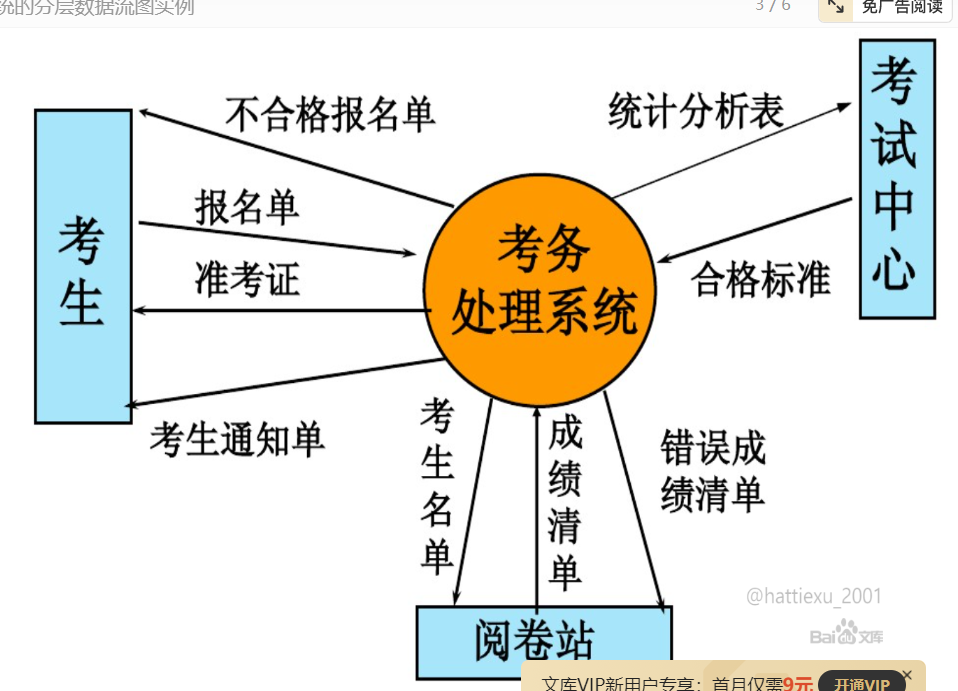 统的分层数据流图实例
3 / 6
免广告阅读
不合格报名单
统计分析表
考试中心
报名单
考生
考务
处理系统
准考证
合格标准
考生通知单
考生名单
成绩清单
错误成
绩清单
@hattiexu_2001
Bai文库
阅卷站
文库VIP新用户专享：首月仅需9元
开通VIP
×